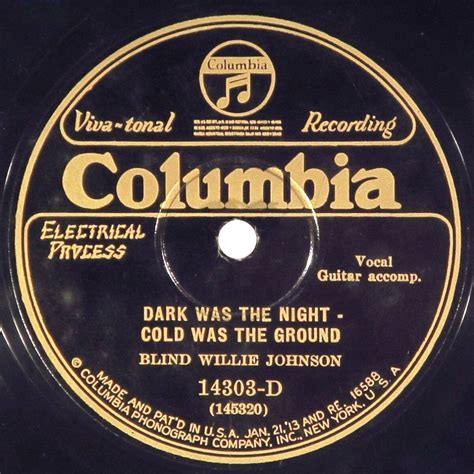 Columbia
Viva-tonal Recording
Columbia
ELECTRICAL PROCESS
Vocal
Guitar accomp.
DARK WAS THE NIGHT -
COLD WAS THE GROUND
BLIND WILLIE JOHNSON
14303-D
(145320)
MADE AND PAT'D IN U.S.A. JAN. 21,'13 AND RE 16588
COLUMBIA PHONOGRAPH COMPANY, INC., NEW YORK, U.S.A.